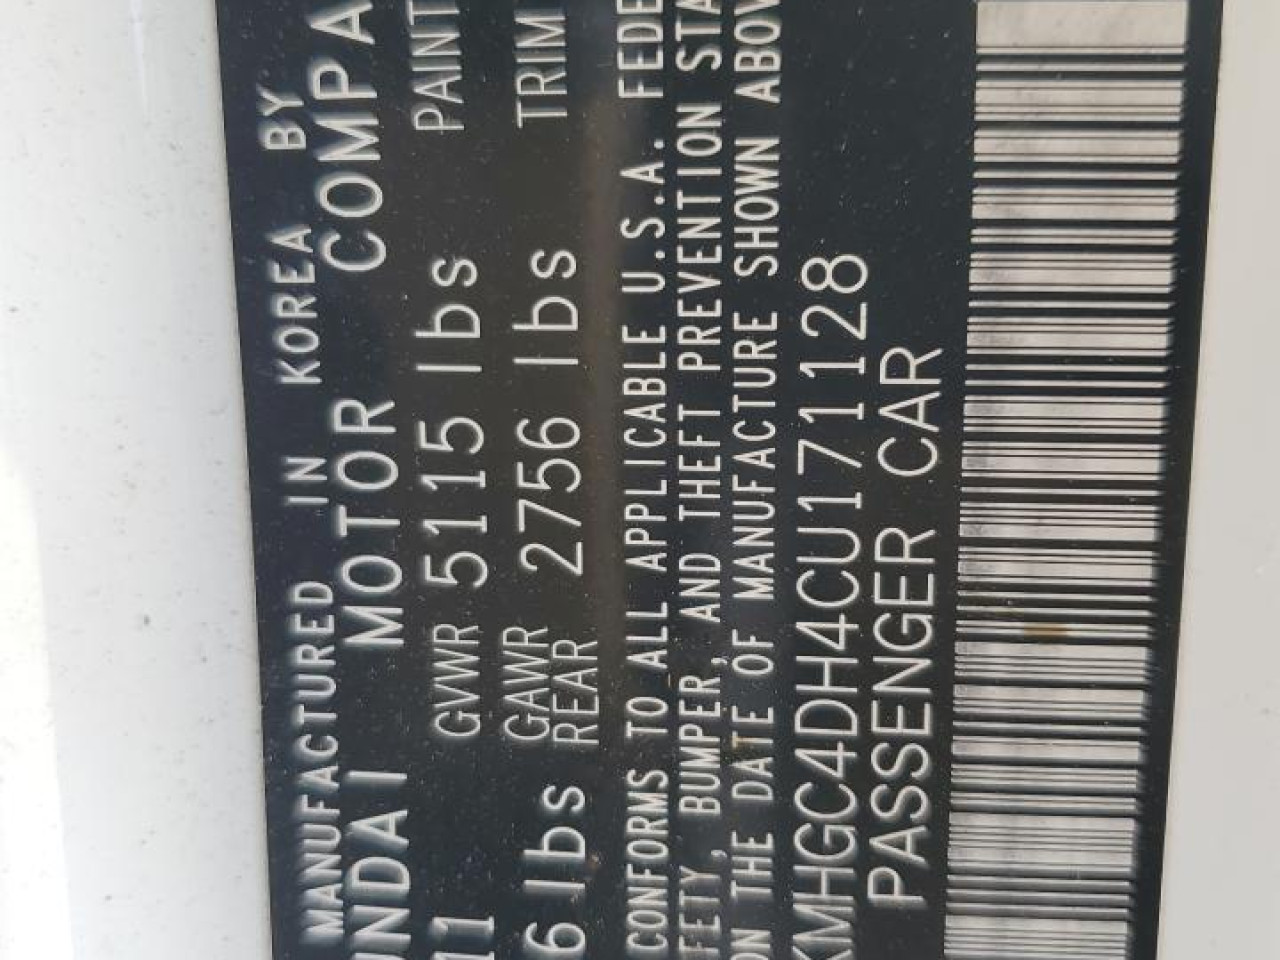 MANUFACTURED IN KOREA BY
UNDAI MOTOR COMPA
11 GVWR 5115 lbs PAINT
6 lbs GAWR REAR 2756 lbs TRIM
CONFORMS TO ALL APPLICABLE U.S.A. FEDE
FETY, BUMPER, AND THEFT PREVENTION STA
ON THE DATE OF MANUFACTURE SHOWN ABOV
KMHGC4DH4CU171128
PASSENGER CAR